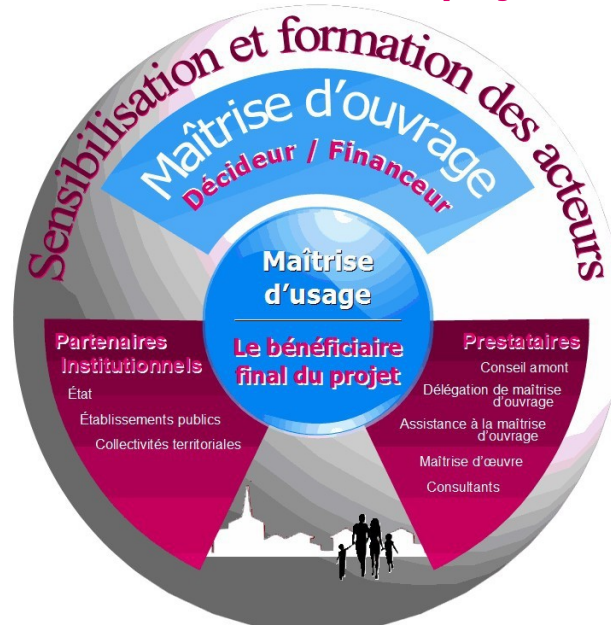 Sensibilisation et formation des acteurs
Maîtrise d'ouvrage
Décideur / Financeur
Maîtrise
d'usage
Le bénéficiaire
final du projet
Partenaires
Institutionnels
État
Établissements publics
Collectivités territoriales
Prestataires
Conseil amont
Délégation de maîtrise
d'ouvrage
Assistance à la maîtrise
d'ouvrage
Maîtrise d'œuvre
Consultants